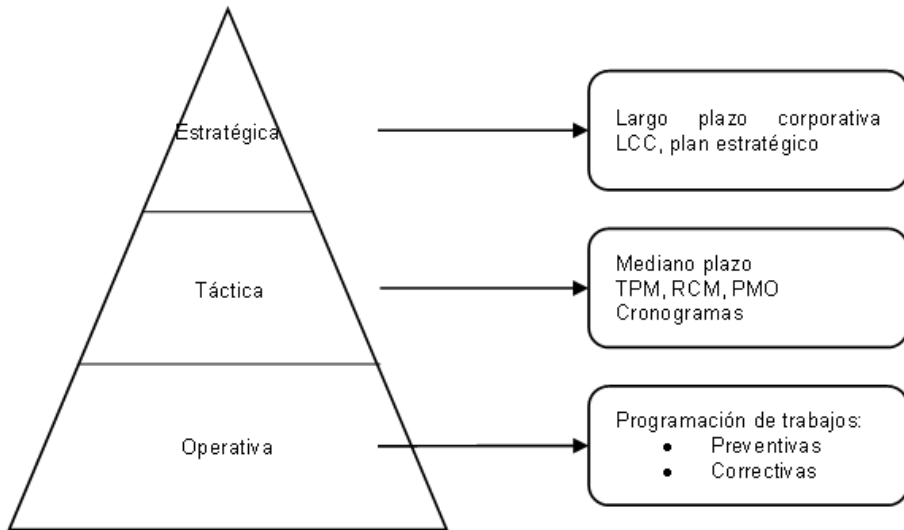 Estratégica
Largo plazo corporativa
LCC, plan estratégico
Táctica
Mediano plazo
TPM, RCM, PMO
Cronogramas
Operativa
Programación de trabajos:
• Preventivas
• Correctivas